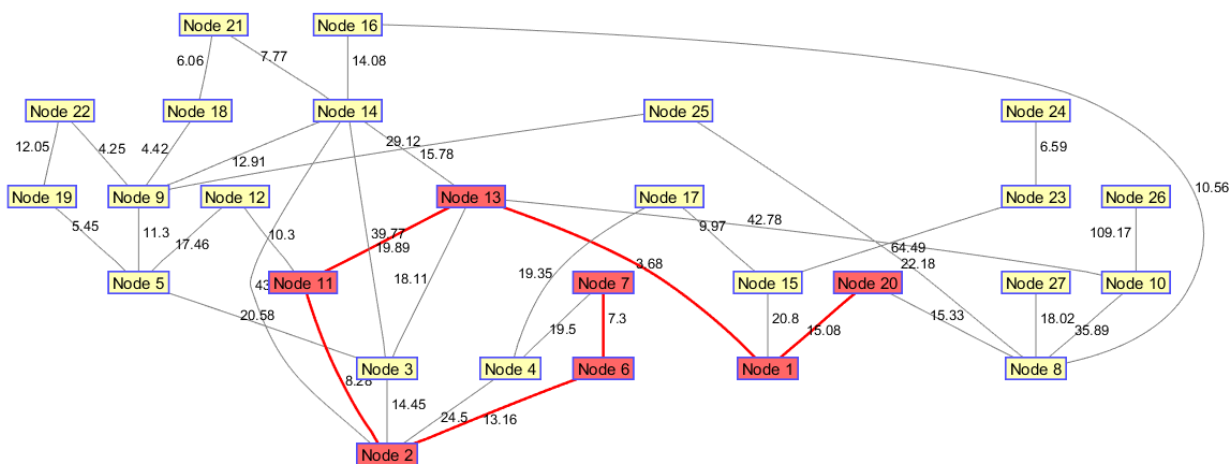 Node 21
Node 16
6.06
7.77
14.08
Node 22
Node 18
Node 14
Node 25
Node 24
12.05
4.25
4.42
12.91
29.12
15.78
6.59
Node 19
Node 9
Node 12
Node 13
Node 17
Node 23
Node 26
10.56
5.45
11.3
17.46
10.3
39.77
19.89
9.97
42.78
109.17
64.49
3.68
22.18
18.11
19.35
Node 5
Node 11
Node 7
Node 15
Node 20
Node 27
Node 10
43
20.58
19.5
7.3
20.8
15.08
15.33
18.02
35.89
Node 3
Node 4
Node 6
Node 1
Node 8
8.28
14.45
24.5
13.16
Node 2